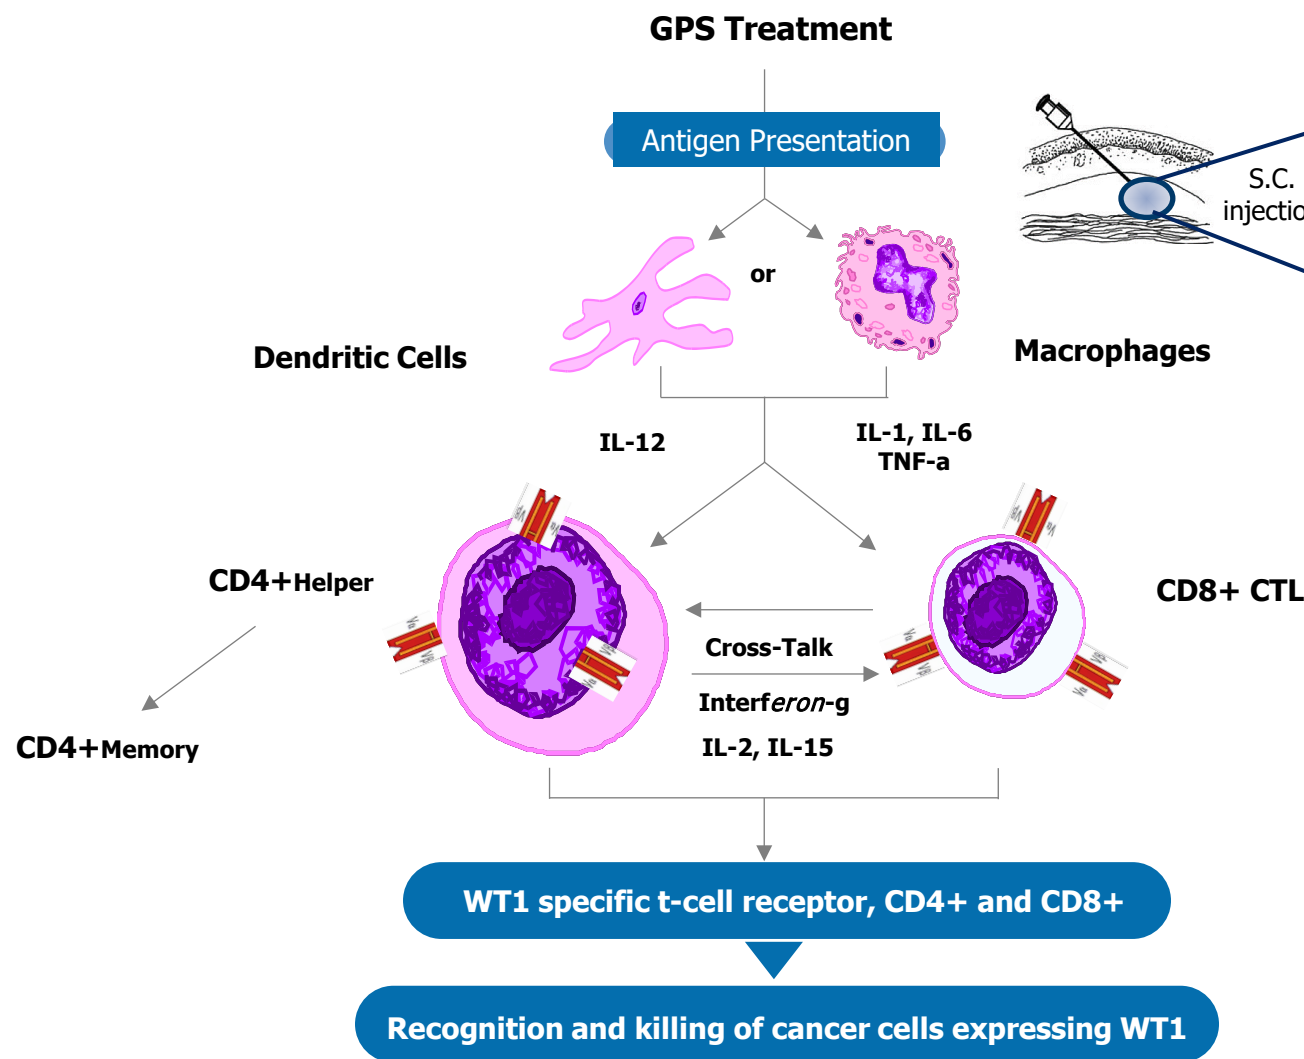 GPS Treatment
Antigen Presentation
S.C.
injectio
or
Dendritic Cells
Macrophages
IL-12
IL-1, IL-6
TNF-a
CD4+Helper
CD8+ CTL
Cross-Talk
Interferon-g
IL-2, IL-15
CD4+Memory
WT1 specific t-cell receptor, CD4+ and CD8+
Recognition and killing of cancer cells expressing WT1